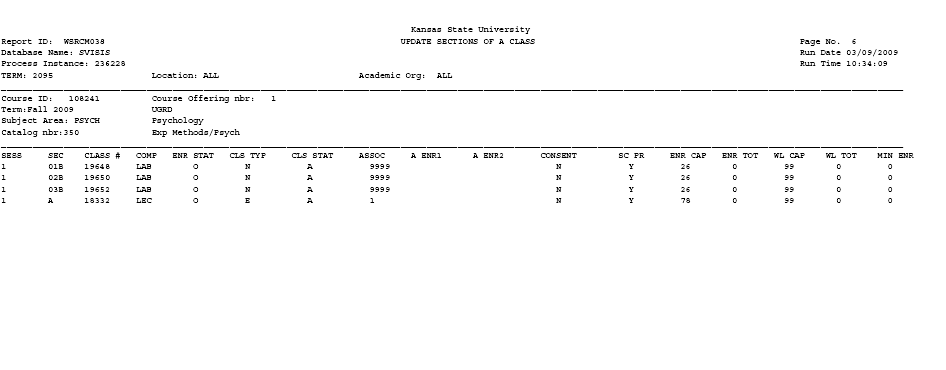 Kansas State University
Report ID: WSRCM038 UPDATE SECTIONS OF A CLASS Page No. 6
Database Name: SVISIS Run Date 03/09/2009
Process Instance: 236228 Run Time 10:34:09
TERM: 2095 Location: ALL Academic Org: ALL
Course ID: 108241 Course Offering nbr: 1
Term:Fall 2009 UGRD
Subject Area: PSYCH Psychology
Catalog nbr:350 Exp Methods/Psych
SESS SEC CLASS # COMP ENR STAT CLS TYP CLS STAT ASSOC A ENR1 A ENR2 CONSENT SC PR ENR CAP ENR TOT WL CAP WL TOT MIN ENR
1 01B 19648 LAB O N A 9999 N Y 26 0 99 0 0
1 02B 19650 LAB O N A 9999 N Y 26 0 99 0 0
1 03B 19652 LAB O N A 9999 N Y 26 0 99 0 0
1 A 18332 LEC O E A 1 N Y 78 0 99 0 0